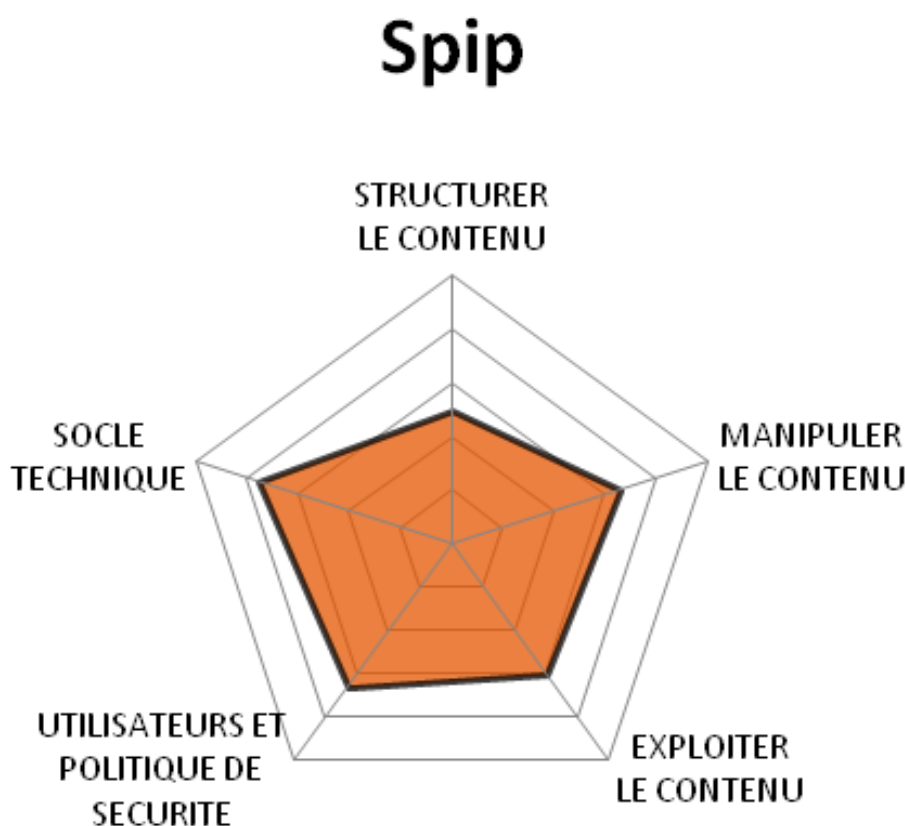 Spip
STRUCTURER
LE CONTENU
SOCLE
TECHNIQUE
MANIPULER
LE CONTENU
UTILISATEURS ET
POLITIQUE DE
SECURITE
EXPLOITER
LE CONTENU